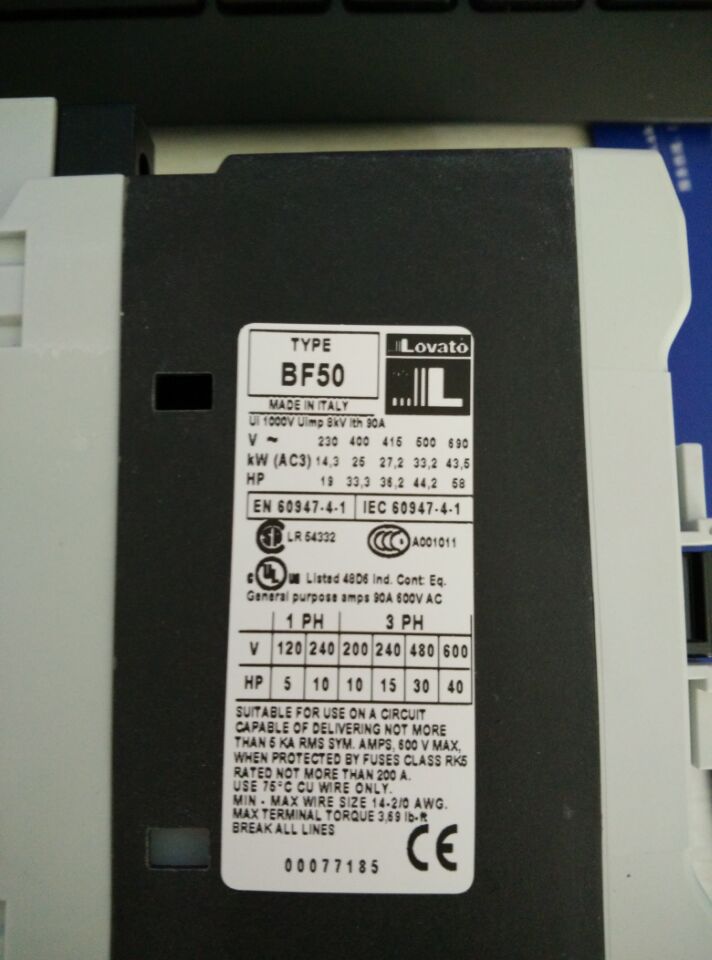 TYPE
BF50
Lovato
MADE IN ITALY
Ui 1000V Uimp 8kV Ith 90A
V ~ 230 400 415 500 690
kW (AC3) 14,3 25 27,2 33,2 43,5
HP 19 33,3 36,2 44,2 58
EN 60947-4-1 IEC 60947-4-1
LR 54332 A001011
c UL us Listed 48D6 Ind. Cont. Eq.
General purpose amps 90A 600V AC
1 PH 3 PH
V 120 240 200 240 480 600
HP 5 10 10 15 30 40
SUITABLE FOR USE ON A CIRCUIT
CAPABLE OF DELIVERING NOT MORE
THAN 5 KA RMS SYM. AMPS, 600 V MAX,
WHEN PROTECTED BY FUSES CLASS RK5
RATED NOT MORE THAN 200 A.
USE 75°C CU WIRE ONLY.
MIN - MAX WIRE SIZE 14-2/0 AWG.
MAX TERMINAL TORQUE 3,69 lb-ft
BREAK ALL LINES
CE
00077185